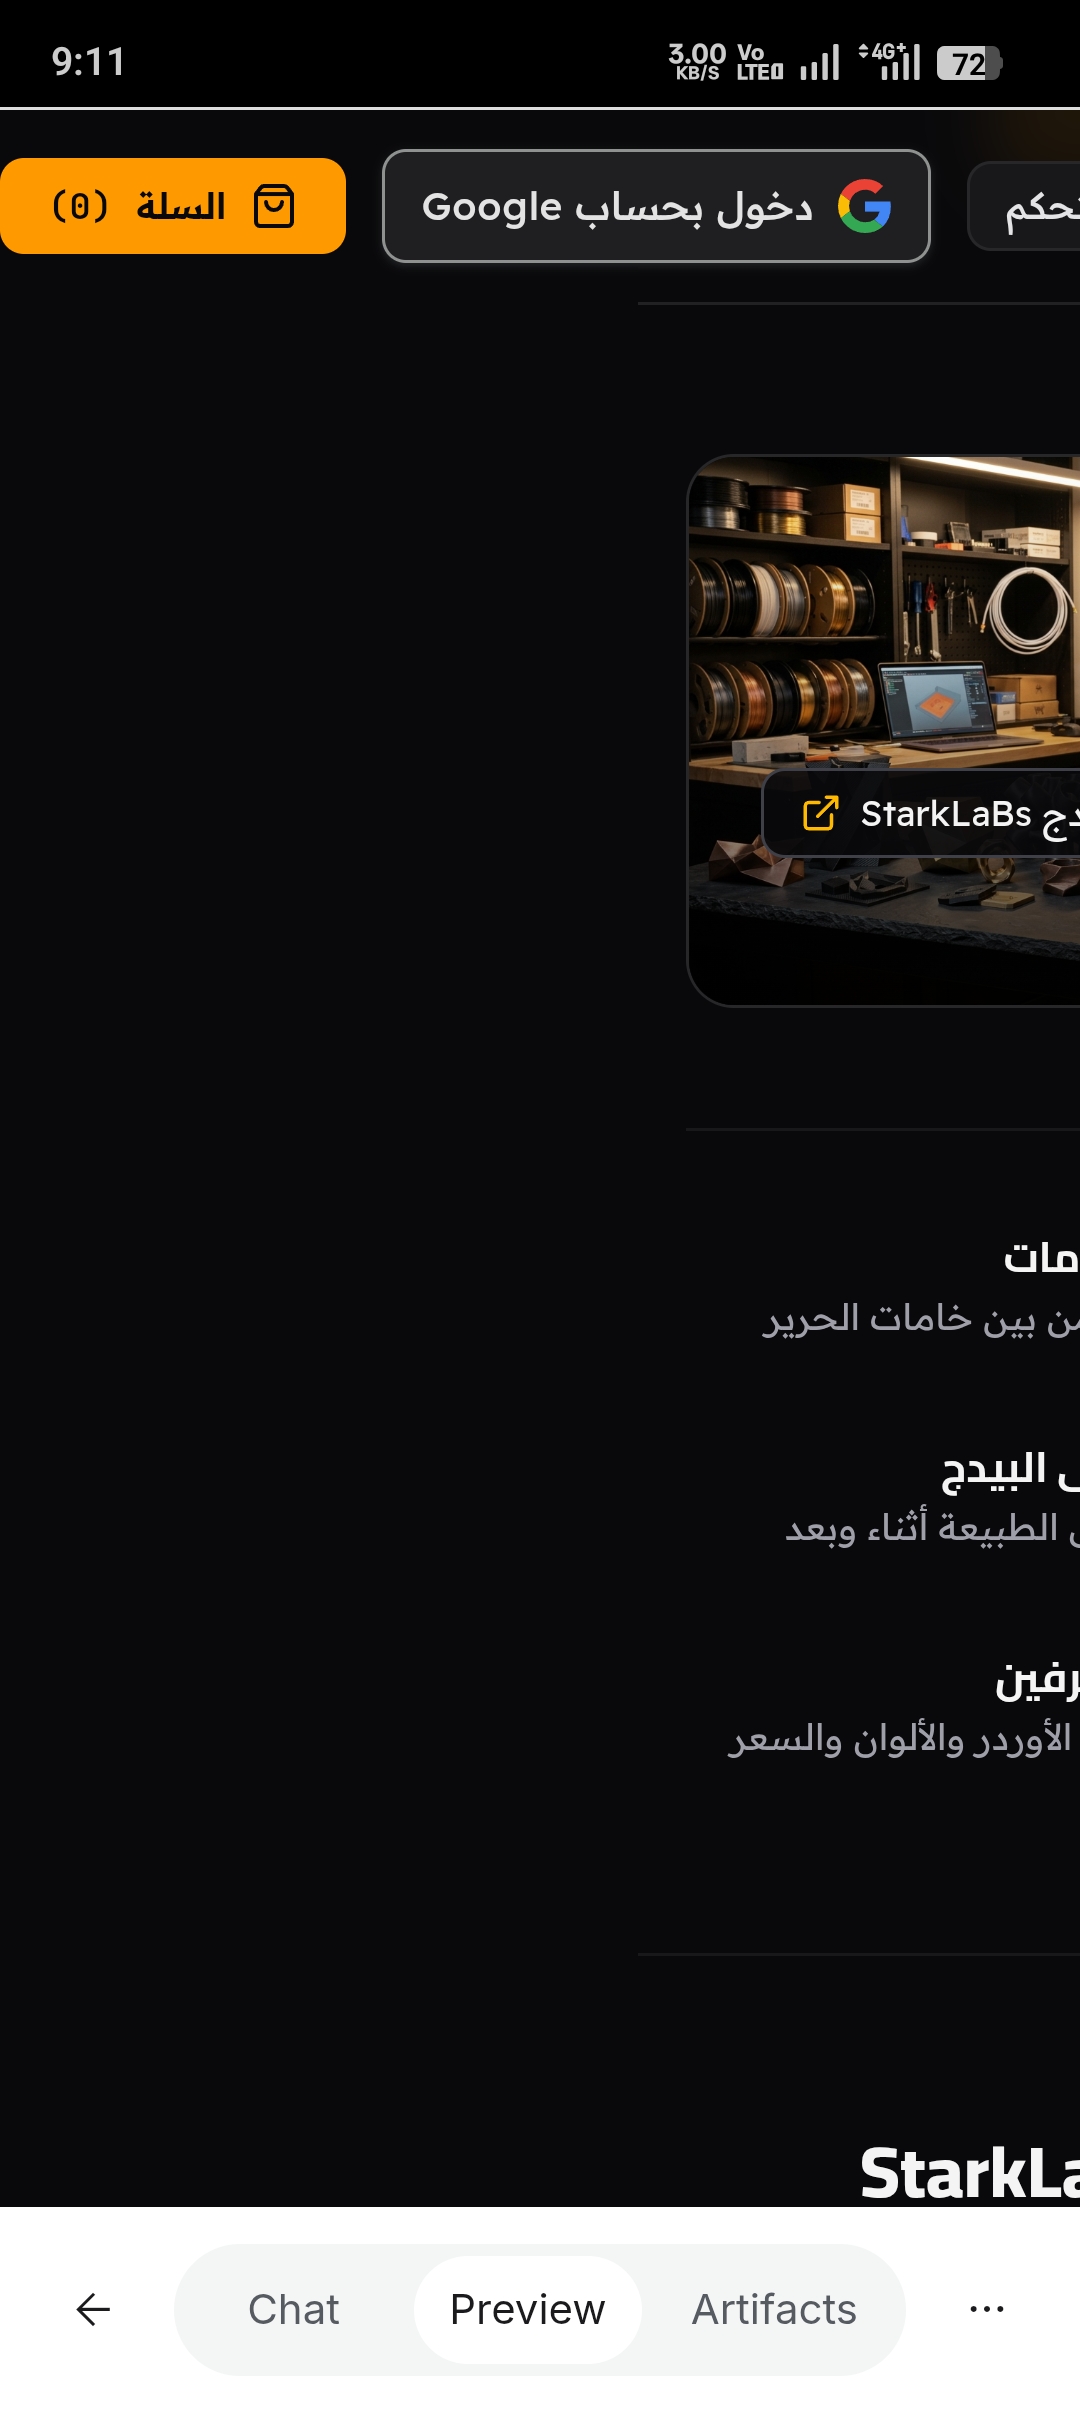 9:11
3.00 KB/S
Vo LTE
4G+
72
دخول بحساب Google
السلة (0)
StarkLaBs
مات
من بين خامات الحرير
البيدج
الطبيعة أثناء وبعد
رفين
الأوردر والألوان والسعر
StarkLa
Chat
Preview
Artifacts